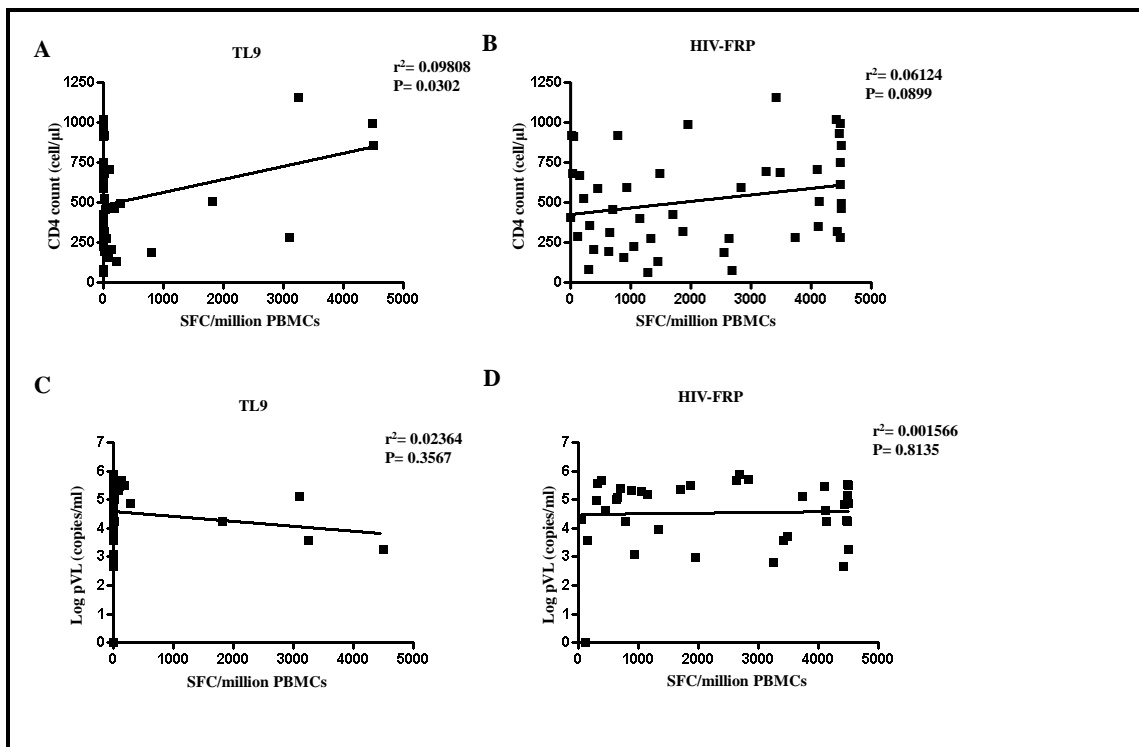 A
TL9
r²= 0.09808
P= 0.0302
1250
1000
750
500
250
0
CD4 count (cell/µl)
0 1000 2000 3000 4000 5000
SFC/million PBMCs
B
HIV-FRP
r²= 0.06124
P= 0.0899
1250
1000
750
500
250
0
CD4 count (cell/µl)
0 1000 2000 3000 4000 5000
SFC/million PBMCs
C
TL9
r²= 0.02364
P= 0.3567
7
6
5
4
3
2
1
0
Log pVL (copies/ml)
0 1000 2000 3000 4000 5000
SFC/million PBMCs
D
HIV-FRP
r²= 0.001566
P= 0.8135
7
6
5
4
3
2
1
0
Log pVL (copies/ml)
0 1000 2000 3000 4000 5000
SFC/million PBMCs